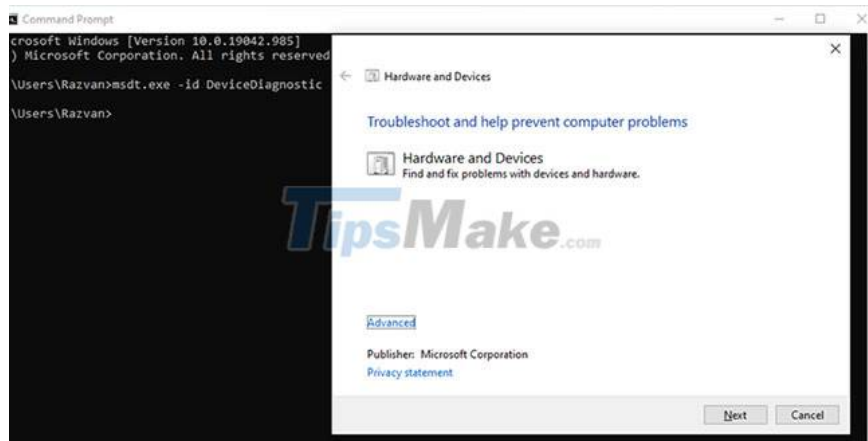 Command Prompt
crosoft Windows [Version 10.0.19042.985]
) Microsoft Corporation. All rights reserved
\Users\Razvan>msdt.exe -id DeviceDiagnostic
\Users\Razvan>
Hardware and Devices
Troubleshoot and help prevent computer problems
Hardware and Devices
Find and fix problems with devices and hardware.
TipsMake.com
Advanced
Publisher: Microsoft Corporation
Privacy statement
Next Cancel